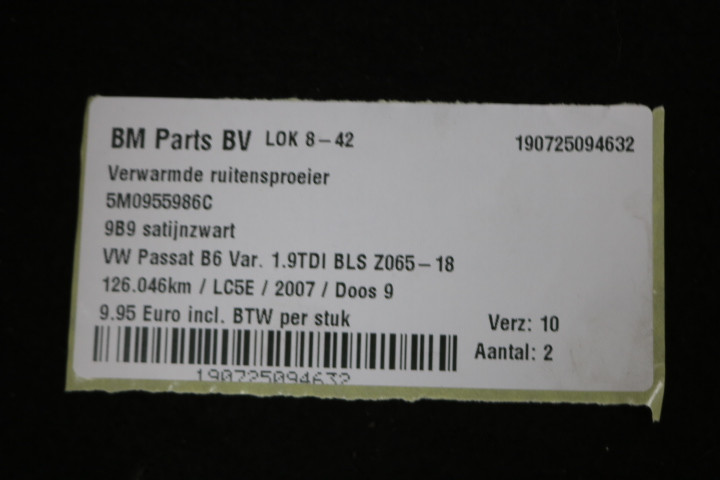 BM Parts BV LOK 8-42 190725094632
Verwarmde ruitensproeier
5M0955986C
9B9 satijnzwart
VW Passat B6 Var. 1.9TDI BLS Z065-18
126.046km / LC5E / 2007 / Doos 9
9.95 Euro incl. BTW per stuk
Verz: 10
Aantal: 2
190725094632